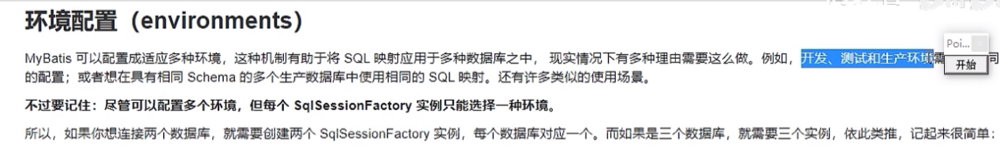 环境配置（environments）
MyBatis 可以配置成适应多种环境，这种机制有助于将 SQL 映射应用于多种数据库之中， 现实情况下有多种理由需要这么做。例如，开发、测试和生产环境需
同
Poi...
开始
的配置；或者想在具有相同 Schema 的多个生产数据库中使用相同的 SQL 映射。还有许多类似的使用场景。
不过要记住：尽管可以配置多个环境，但每个 SqlSessionFactory 实例只能选择一种环境。
所以，如果你想连接两个数据库，就需要创建两个 SqlSessionFactory 实例，每个数据库对应一个。而如果是三个数据库，就需要三个实例，依此类推，记起来很简单：